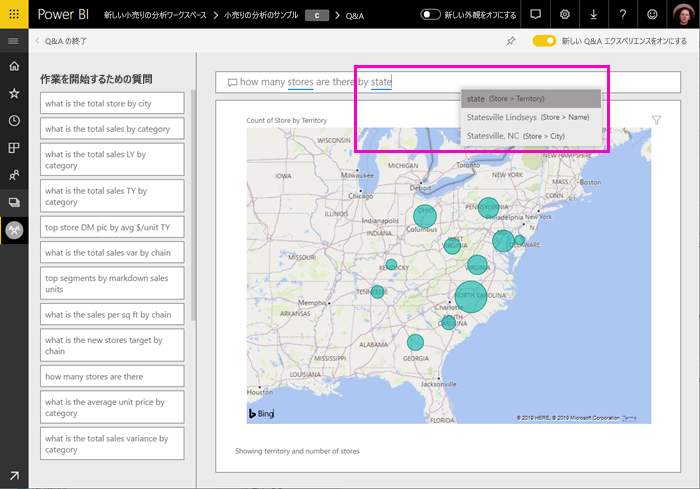 Power BI
新しい小売りの分析ワークスペース > 小売りの分析のサンプル C > Q&A
新しい外観をオフにする
Q&A の終了
新しい Q&A エクスペリエンスをオンにする
作業を開始するための質問
what is the total store by city
what is the total sales by category
what is the total sales LY by
category
what is the total sales TY by
category
top store DM pic by avg $/unit TY
what is the total sales var by chain
top segments by markdown sales
units
what is the sales per sq ft by chain
what is the new stores target by
chain
how many stores are there
what is the average unit price by
category
what is the total sales variance by
category
how many stores are there by state
state (Store > Territory)
Statesville Lindseys (Store > Name)
Statesville, NC (Store > City)
Count of Store by Territory
WISCONSIN
MICHIGAN
NEW HAMPSHIRE
Milwaukee
Toronto
Detroit
Boston
Chicago
PENNSYLVANIA
New York
ILLINOIS
OHIO
Indianapolis
Columbus
Philadelphia
WEST
VIRGINIA
DELAWARE
MISSOURI
KENTUCKY
VIRGINIA
TENNESSEE
NORTH CAROLINA
Memphis
Charlotte
ARKANSAS
SOUTH
CAROLINA
ALABAMA
GEORGIA
MISSISSIPPI
LOUISIANA
Jacksonville
Houston
FLORIDA
Bing
© 2019 HERE, © 2019 Microsoft Corporation Terms
Showing territory and number of stores